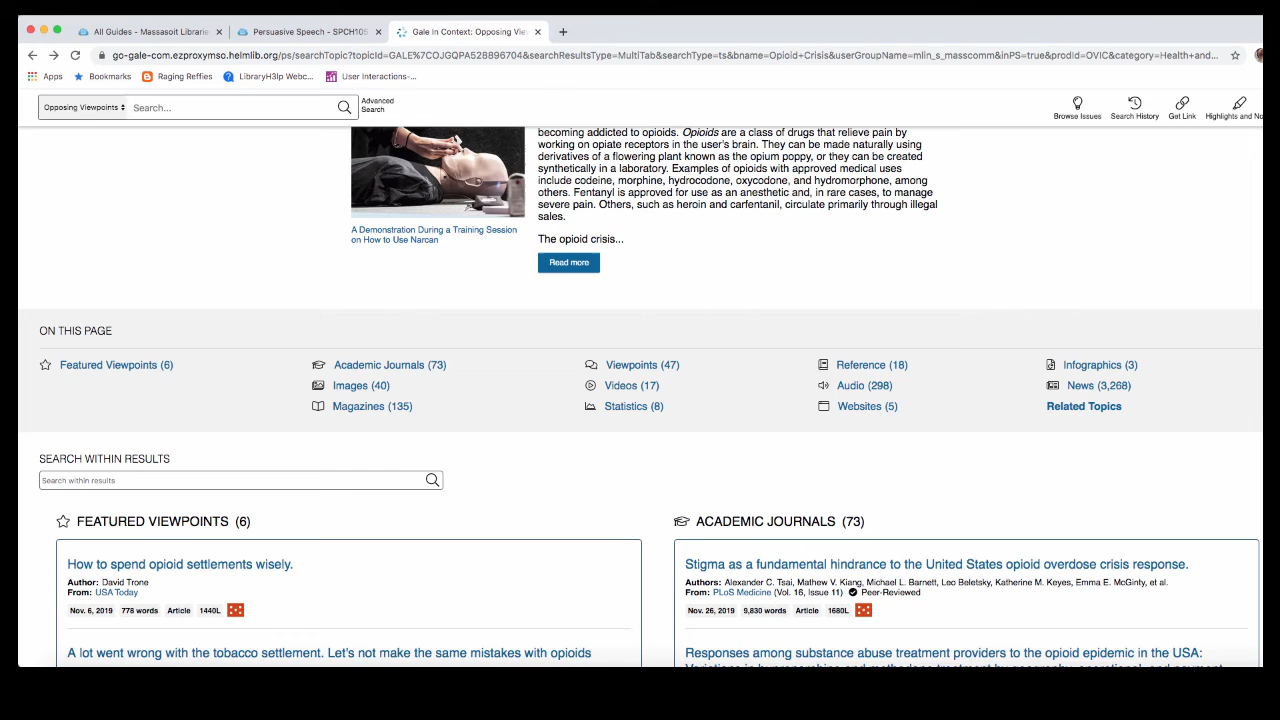 All Guides - Massasoit Librarie
Persuasive Speech - SPCH105
Gale In Context: Opposing View
go-gale-com.ezproxymso.helmlib.org/ps/searchTopic?topicId=GALE%7COJGQPA528896704&searchResultsType=MultiTab&searchType=ts&bname=Opioid+Crisis&userGroupName=mlin_s_masscomm&inPS=true&prodId=OVIC&category=Health+and...
Apps
Bookmarks
Raging Reffies
LibraryH3lp Webc...
User Interactions-...
Opposing Viewpoints
Search...
Advanced
Search
Browse Issues
Search History
Get Link
Highlights and No
becoming addicted to opioids. Opioids are a class of drugs that relieve pain by
working on opiate receptors in the user's brain. They can be made naturally using
derivatives of a flowering plant known as the opium poppy, or they can be created
synthetically in a laboratory. Examples of opioids with approved medical uses
include codeine, morphine, hydrocodone, oxycodone, and hydromorphone, among
others. Fentanyl is approved for use as an anesthetic and, in rare cases, to manage
severe pain. Others, such as heroin and carfentanil, circulate primarily through illegal
sales.
The opioid crisis...
Read more
A Demonstration During a Training Session
on How to Use Narcan
ON THIS PAGE
Featured Viewpoints (6)
Academic Journals (73)
Viewpoints (47)
Reference (18)
Infographics (3)
Images (40)
Videos (17)
Audio (298)
News (3,268)
Magazines (135)
Statistics (8)
Websites (5)
Related Topics
SEARCH WITHIN RESULTS
Search within results
FEATURED VIEWPOINTS (6)
How to spend opioid settlements wisely.
Author: David Trone
From: USA Today
Nov. 6, 2019 778 words Article 1440L
A lot went wrong with the tobacco settlement. Let's not make the same mistakes with opioids
ACADEMIC JOURNALS (73)
Stigma as a fundamental hindrance to the United States opioid overdose crisis response.
Authors: Alexander C. Tsai, Mathew V. Kiang, Michael L. Barnett, Leo Beletsky, Katherine M. Keyes, Emma E. McGinty, et al.
From: PLoS Medicine (Vol. 16, Issue 11) Peer-Reviewed
Nov. 26, 2019 9,830 words Article 1680L
Responses among substance abuse treatment providers to the opioid epidemic in the USA: